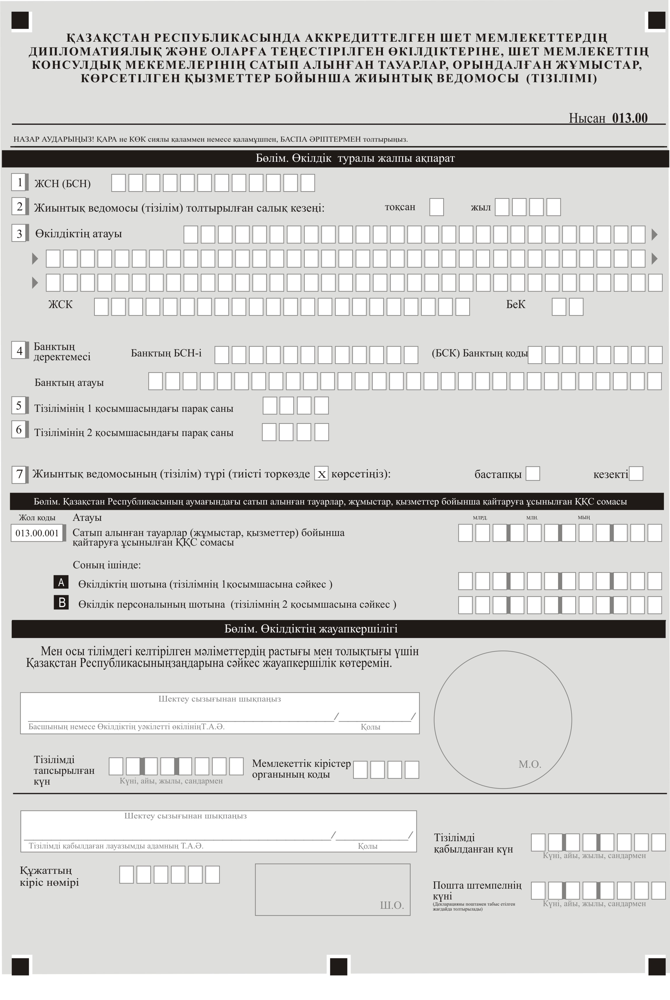 ҚАЗАҚСТАН РЕСПУБЛИКАСЫНДА АККРЕДИТТЕЛГЕН ШЕТ МЕМЛЕКЕТТЕРДІҢ
ДИПЛОМАТИЯЛЫҚ ЖӘНЕ ОЛАРҒА ТЕҢЕСТІРІЛГЕН ӨКІЛДІКТЕРІНЕ, ШЕТ МЕМЛЕКЕТТІҢ
КОНСУЛДЫҚ МЕКЕМЕЛЕРІНІҢ САТЫП АЛЫНҒАН ТАУАРЛАР, ОРЫНДАЛҒАН ЖҰМЫСТАР,
КӨРСЕТІЛГЕН ҚЫЗМЕТТЕР БОЙЫНША ЖИЫНТЫҚ ВЕДОМОСЫ (ТІЗІЛІМІ)
Нысан 013.00
НАЗАР АУДАРЫҢЫЗ! ҚАРА не КӨК сиялы қаламмен немесе қаламұшпен, БАСПА ӘРІПТЕРМЕН толтырыңыз.
Бөлім. Өкілдік туралы жалпы ақпарат
1 ЖСН (БСН)
2 Жиынтық ведомосы (тізілім) толтырылған салық кезеңі: тоқсан жыл
3 Өкілдіктің атауы
ЖСК БеК
4 Банктың
деректемесі Банктың БСН-і (БСК) Банктың коды
Банктың атауы
5 Тізілімінің 1 қосымшасындағы парақ саны
6 Тізілімінің 2 қосымшасындағы парақ саны
7 Жиынтық ведомосының (тізілім) түрі (тиісті торкөзде X көрсетіңіз): бастапқы кезекті
Бөлім. Қазақстан Республикасының аумағындағы сатып алынған тауарлар, жұмыстар, қызметтер бойынша қайтаруға ұсынылған ҚҚС сомасы
Жол коды Атауы МЛРД. МЛН. МЫҢ
013.00.001 Сатып алынған тауарлар (жұмыстар, қызметтер) бойынша
қайтаруға ұсынылған ҚҚС сомасы
Соның ішінде:
A Өкілдіктің шотына (тізілімнің 1қосымшасына сәйкес )
B Өкілдік персоналының шотына (тізілімнің 2 қосымшасына сәйкес )
Бөлім. Өкілдіктің жауапкершілігі
Мен осы тілімдегі келтірілген мәліметтердің растығы мен толықтығы үшін
Қазақстан Республикасыныңзаңдарына сәйкес жауапкершілік көтеремін.
Шектеу сызығынан шықпаңыз
/ /
Басшының немесе Өкілдіктің уәкілетті өкілініңТ.А.Ә. Қолы
М.О.
Тізілімді
тапсырылған
күн
Күні, айы, жылы, сандармен
Мемлекеттік кірістер
органының коды
Шектеу сызығынан шықпаңыз
/ /
Тізілімді қабылдаған лауазымды адамның Т.А.Ә. Қолы
Тізілімді
қабылданған күн
Күні, айы, жылы, сандармен
Құжаттың
кіріс нөмірі
Ш.О.
Пошта штемпелнің
күні
(Декларацияны поштамен табыс етілген
жағдайда толтырылады)
Күні, айы, жылы, сандармен